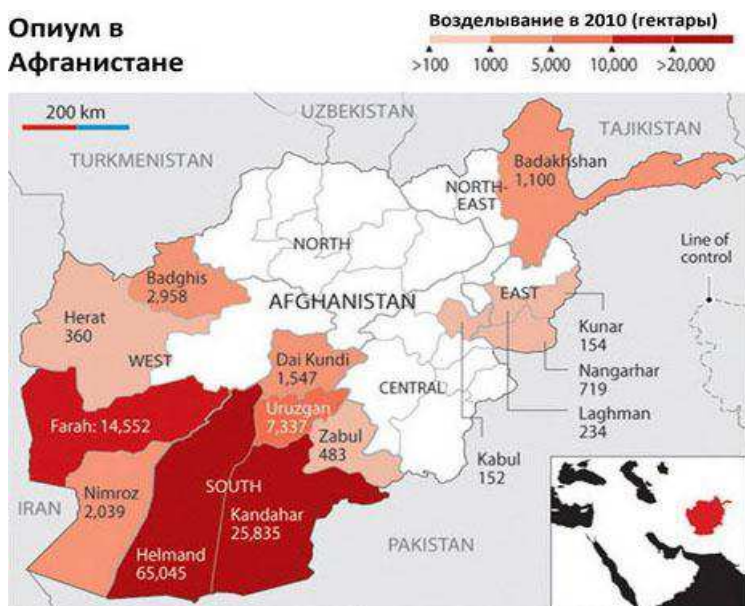 Опиум в
Афганистане
Возделывание в 2010 (гектары)
>100 1000 5,000 10,000 >20,000
200 km
UZBEKISTAN
TAJIKISTAN
TURKMENISTAN
Badakhshan
1,100
NORTH-
EAST
NORTH
Line of
control
Badghis
2,958
AFGHANISTAN
EAST
Herat
360
Kunar
154
WEST
Dai Kundi
1,547
Nangarhar
719
CENTRAL
Farah: 14,552
Uruzgan
7,337
Laghman
234
Zabul
483
Kabul
152
Nimroz
2,039
SOUTH
IRAN
Kandahar
25,835
PAKISTAN
Helmand
65,045